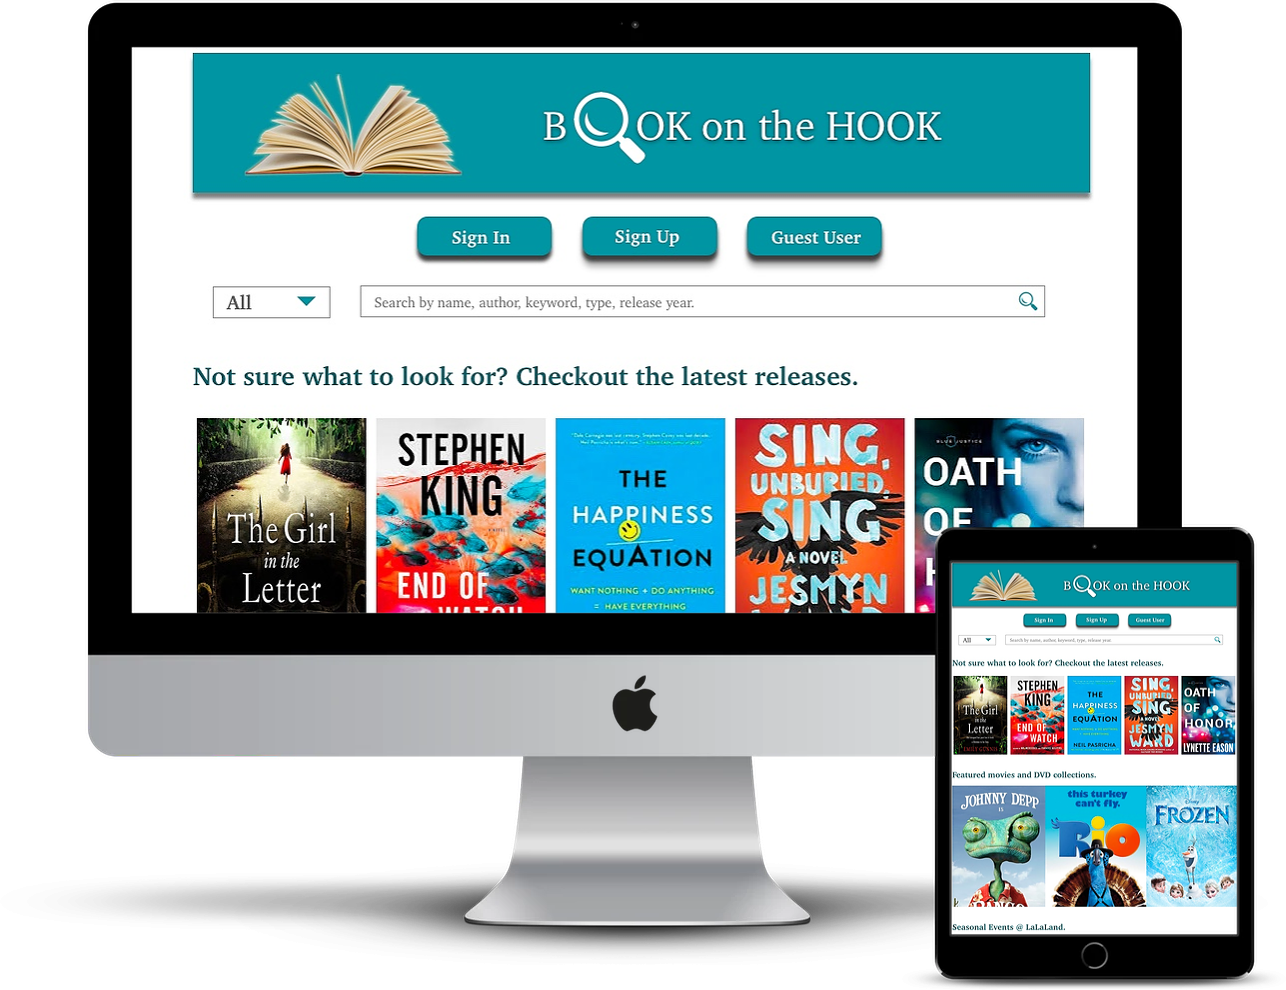 BOOK on the HOOK
Sign In
Sign Up
Guest User
All
Search by name, author, keyword, type, release year.
Not sure what to look for? Checkout the latest releases.
The Girl
in the
Letter
STEPHEN
KING
A NOVEL
END OF
WATCH
THE
HAPPINESS
EQUATION
WANT NOTHING + DO ANYTHING
= HAVE EVERYTHING
SING,
UNBURIED,
SING
A NOVEL
JESMYN
WARD
BLUE JUSTICE
OATH
OF
H
BOOK on the HOOK
Sign In
Sign Up
Guest User
All
Search by name, author, keyword, type, release year.
Not sure what to look for? Checkout the latest releases.
The Girl
in the
Letter
STEPHEN
KING
END OF
WATCH
THE
HAPPINESS
EQUATION
NEIL PASRICHA
SING,
UNBURIED,
SING
JESMYN
WARD
OATH
OF
HONOR
LYNETTE EASON
Featured movies and DVD collections.
JOHNNY DEPP
IS
RANGO
this turkey
can't fly.
RIO
Disney
FROZEN
Seasonal Events @ LaLaLand.